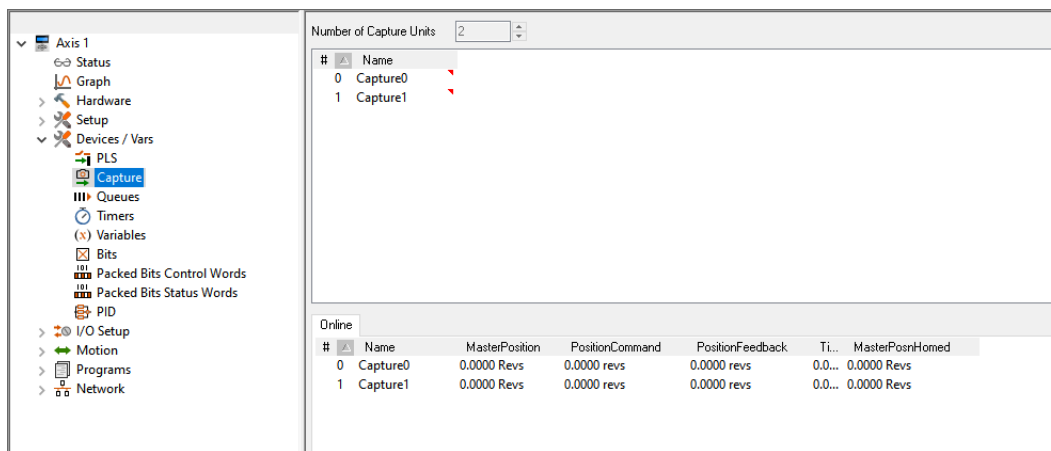 Axis 1
Status
Graph
Hardware
Setup
Devices / Vars
PLS
Capture
Queues
Timers
(x) Variables
Bits
Packed Bits Control Words
Packed Bits Status Words
PID
I/O Setup
Motion
Programs
Network
Number of Capture Units 2
# Name
0 Capture0
1 Capture1
Online
# Name MasterPosition PositionCommand PositionFeedback Ti... MasterPosnHomed
0 Capture0 0.0000 Revs 0.0000 revs 0.0000 revs 0.0... 0.0000 Revs
1 Capture1 0.0000 Revs 0.0000 revs 0.0000 revs 0.0... 0.0000 Revs